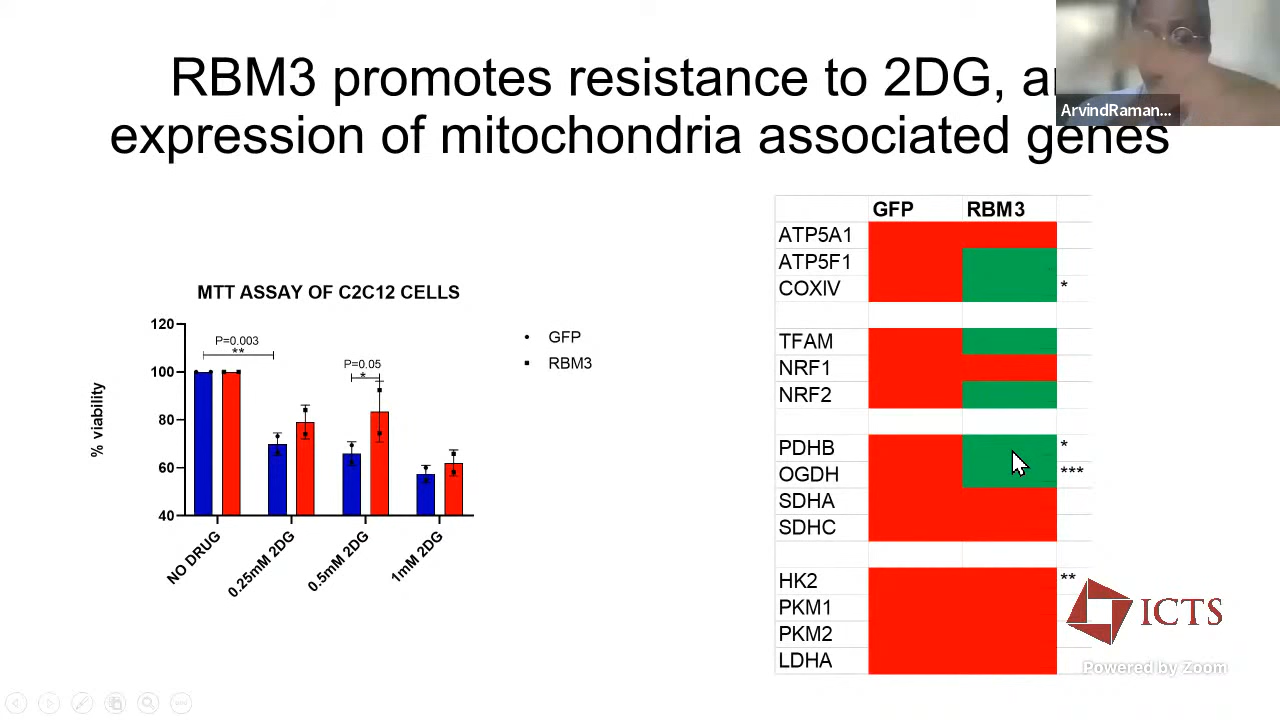 RBM3 promotes resistance to 2DG, an
expression of mitochondria associated genes
ArvindRaman...
MTT ASSAY OF C2C12 CELLS
% viability
120
100
80
60
40
P=0.003
**
P=0.05
*
NO DRUG
0.25mM 2DG
0.5mM 2DG
1mM 2DG
GFP
RBM3
GFP RBM3
ATP5A1
ATP5F1
COXIV *
TFAM
NRF1
NRF2
PDHB *
OGDH ***
SDHA
SDHC
HK2 **
PKM1
PKM2
LDHA
ICTS
Powered by Zoom